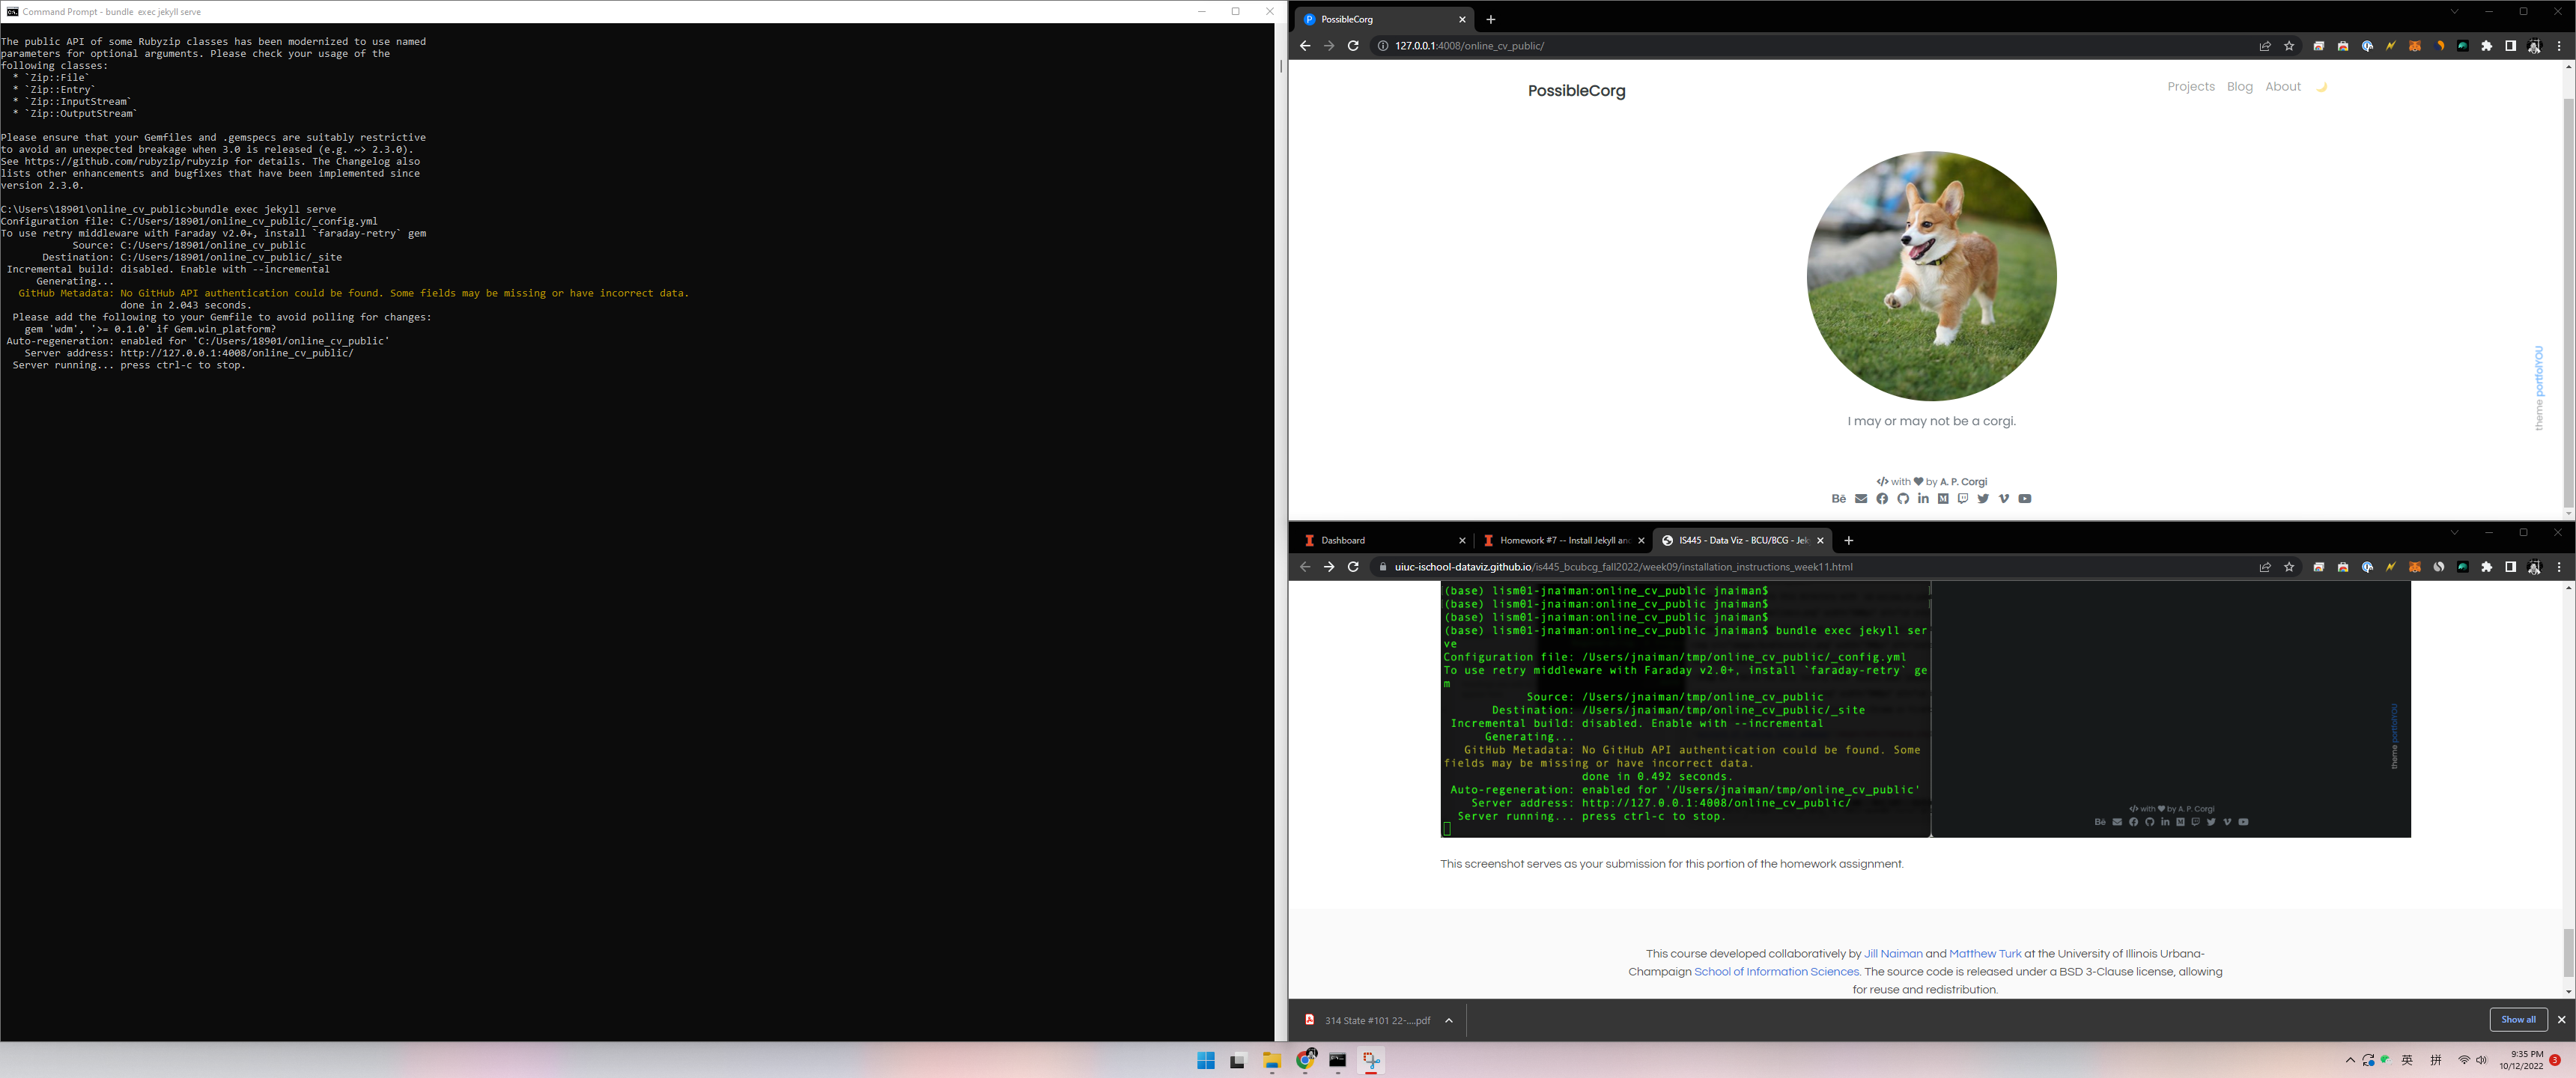 Command Prompt - bundle  exec jekyll serve
The public API of some Rubyzip classes has been modernized to use named
parameters for optional arguments. Please check your usage of the
following classes:
  * `Zip::File`
  * `Zip::Entry`
  * `Zip::InputStream`
  * `Zip::OutputStream`
Please ensure that your Gemfiles and .gemspecs are suitably restrictive
to avoid an unexpected breakage when 3.0 is released (e.g. ~> 2.3.0).
See https://github.com/rubyzip/rubyzip for details. The Changelog also
lists other enhancements and bugfixes that have been implemented since
version 2.3.0.
C:\Users\18901\online_cv_public>bundle exec jekyll serve
Configuration file: C:/Users/18901/online_cv_public/_config.yml
To use retry middleware with Faraday v2.0+, install `faraday-retry` gem
Source: C:/Users/18901/online_cv_public
Destination: C:/Users/18901/online_cv_public/_site
Incremental build: disabled. Enable with --incremental
Generating...
GitHub Metadata: No GitHub API authentication could be found. Some fields may be missing or have incorrect data.
done in 2.043 seconds.
Please add the following to your Gemfile to avoid polling for changes:
gem 'wdm', '>= 0.1.0' if Gem.win_platform?
Auto-regeneration: enabled for 'C:/Users/18901/online_cv_public'
Server address: http://127.0.0.1:4008/online_cv_public/
Server running... press ctrl-c to stop.
P PossibleCorg
127.0.0.1:4008/online_cv_public/
PossibleCorg
Projects Blog About
I may or may not be a corgi.
theme portfolYOU
</> with ❤ by A. P. Corgi
Dashboard
Homework #7 -- Install Jekyll and
IS445 - Data Viz - BCU/BCG - Jek
uiuc-ischool-dataviz.github.io/is445_bcubcg_fall2022/week09/installation_instructions_week11.html
(base) lism01-jnaiman:online_cv_public jnaiman$
(base) lism01-jnaiman:online_cv_public jnaiman$
(base) lism01-jnaiman:online_cv_public jnaiman$
(base) lism01-jnaiman:online_cv_public jnaiman$ bundle exec jekyll ser
ve
Configuration file: /Users/jnaiman/tmp/online_cv_public/_config.yml
To use retry middleware with Faraday v2.0+, install `faraday-retry` ge
m
Source: /Users/jnaiman/tmp/online_cv_public
Destination: /Users/jnaiman/tmp/online_cv_public/_site
Incremental build: disabled. Enable with --incremental
Generating...
GitHub Metadata: No GitHub API authentication could be found. Some
fields may be missing or have incorrect data.
done in 0.492 seconds.
Auto-regeneration: enabled for '/Users/jnaiman/tmp/online_cv_public'
Server address: http://127.0.0.1:4008/online_cv_public/
Server running... press ctrl-c to stop.
theme portfolYOU
</> with ❤ by A. P. Corgi
This screenshot serves as your submission for this portion of the homework assignment.
This course developed collaboratively by Jill Naiman and Matthew Turk at the University of Illinois Urbana-
Champaign School of Information Sciences. The source code is released under a BSD 3-Clause license, allowing
for reuse and redistribution.
314 State #101 22-....pdf
Show all
英 拼
9:35 PM
10/12/2022
3